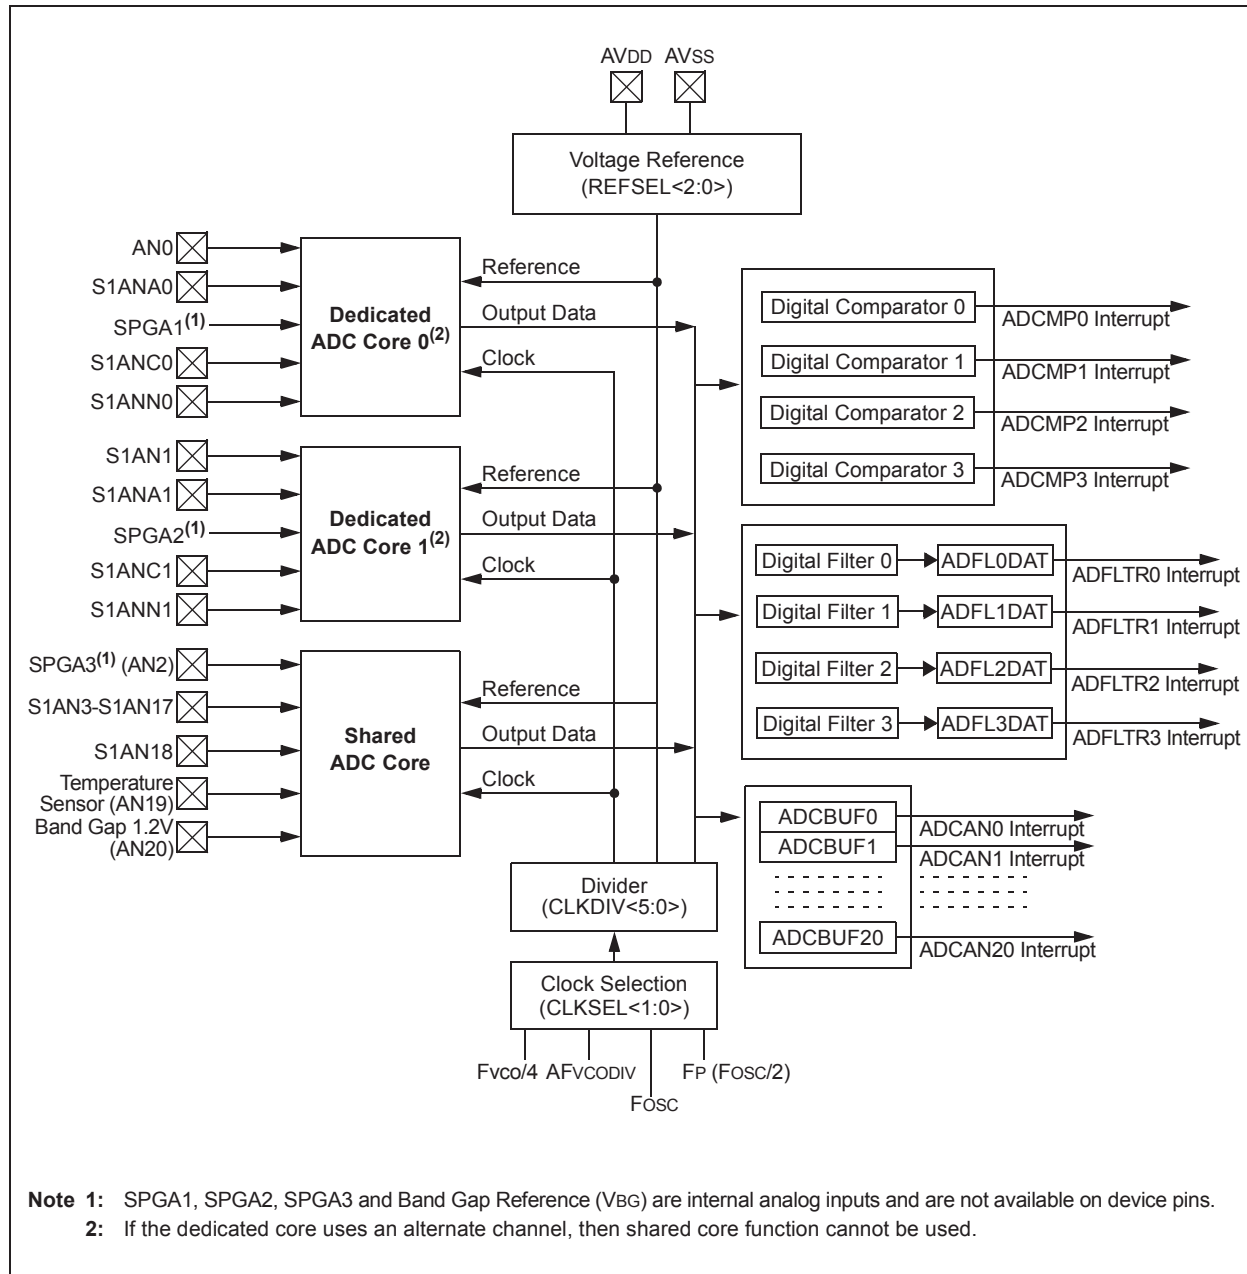 AVDD AVSS
Voltage Reference
(REFSEL<2:0>)
AN0
S1ANA0
SPGA1(1)
S1ANC0
S1ANN0
Dedicated
ADC Core 0(2)
Reference
Output Data
Clock
S1AN1
S1ANA1
SPGA2(1)
S1ANC1
S1ANN1
Dedicated
ADC Core 1(2)
Reference
Output Data
Clock
SPGA3(1) (AN2)
S1AN3-S1AN17
S1AN18
Temperature
Sensor (AN19)
Band Gap 1.2V
(AN20)
Shared
ADC Core
Reference
Output Data
Clock
Digital Comparator 0
ADCMP0 Interrupt
Digital Comparator 1
ADCMP1 Interrupt
Digital Comparator 2
ADCMP2 Interrupt
Digital Comparator 3
ADCMP3 Interrupt
Digital Filter 0 ADFL0DAT
ADFLTR0 Interrupt
Digital Filter 1 ADFL1DAT
ADFLTR1 Interrupt
Digital Filter 2 ADFL2DAT
ADFLTR2 Interrupt
Digital Filter 3 ADFL3DAT
ADFLTR3 Interrupt
ADCBUF0
ADCAN0 Interrupt
ADCBUF1
ADCAN1 Interrupt
ADCBUF20
ADCAN20 Interrupt
Divider
(CLKDIV<5:0>)
Clock Selection
(CLKSEL<1:0>)
Fvco/4 AFVCODIV FP (FOSC/2)
FOSC
Note 1: SPGA1, SPGA2, SPGA3 and Band Gap Reference (VBG) are internal analog inputs and are not available on device pins.
2: If the dedicated core uses an alternate channel, then shared core function cannot be used.